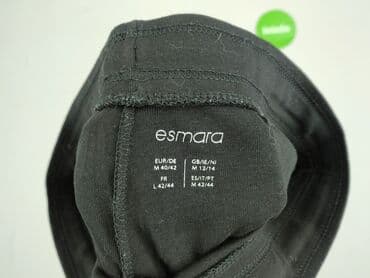 esmara
EUR/DE
M 40/42
GB/IE/NI
M 12/14
FR
L 42/44
ES/IT/PT
M 42/44